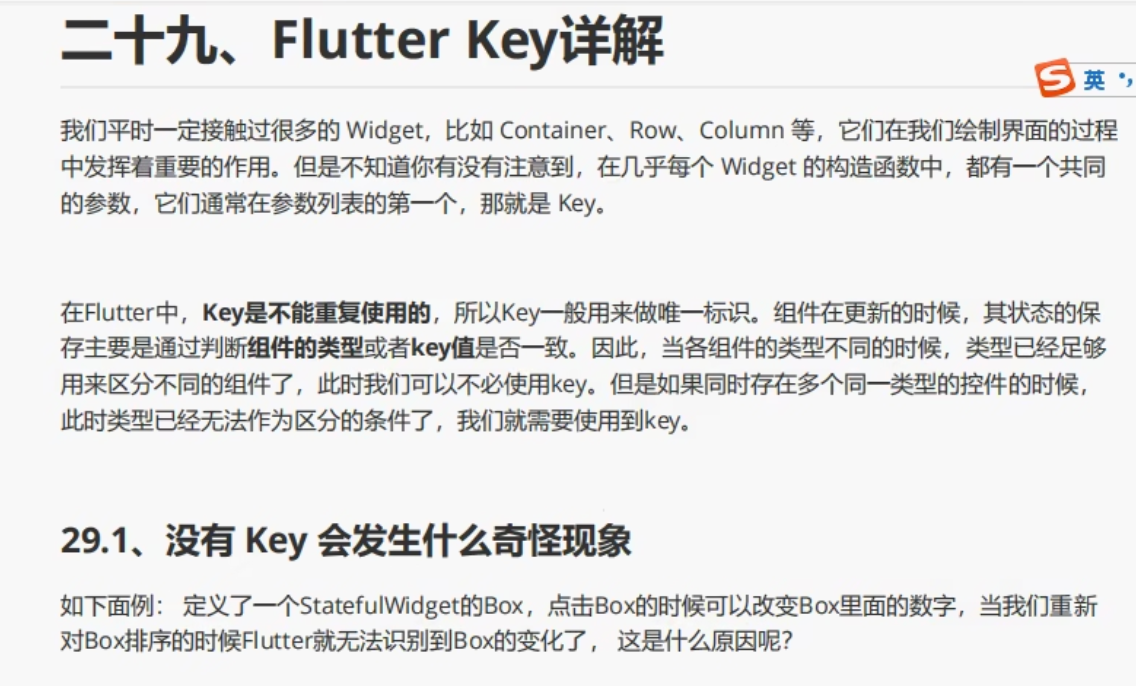 二十九、Flutter Key详解
英
我们平时一定接触过很多的 Widget，比如 Container、Row、Column 等，它们在我们绘制界面的过程
中发挥着重要的作用。但是不知道你有没有注意到，在几乎每个 Widget 的构造函数中，都有一个共同
的参数，它们通常在参数列表的第一个，那就是 Key。
在Flutter中，Key是不能重复使用的，所以Key一般用来做唯一标识。组件在更新的时候，其状态的保
存主要是通过判断组件的类型或者key值是否一致。因此，当各组件的类型不同的时候，类型已经足够
用来区分不同的组件了，此时我们可以不必使用key。但是如果同时存在多个同一类型的控件的时候，
此时类型已经无法作为区分的条件了，我们就需要使用到key。
29.1、没有 Key 会发生什么奇怪现象
如下面例： 定义了一个StatefulWidget的Box，点击Box的时候可以改变Box里面的数字，当我们重新
对Box排序的时候Flutter就无法识别到Box的变化了， 这是什么原因呢？